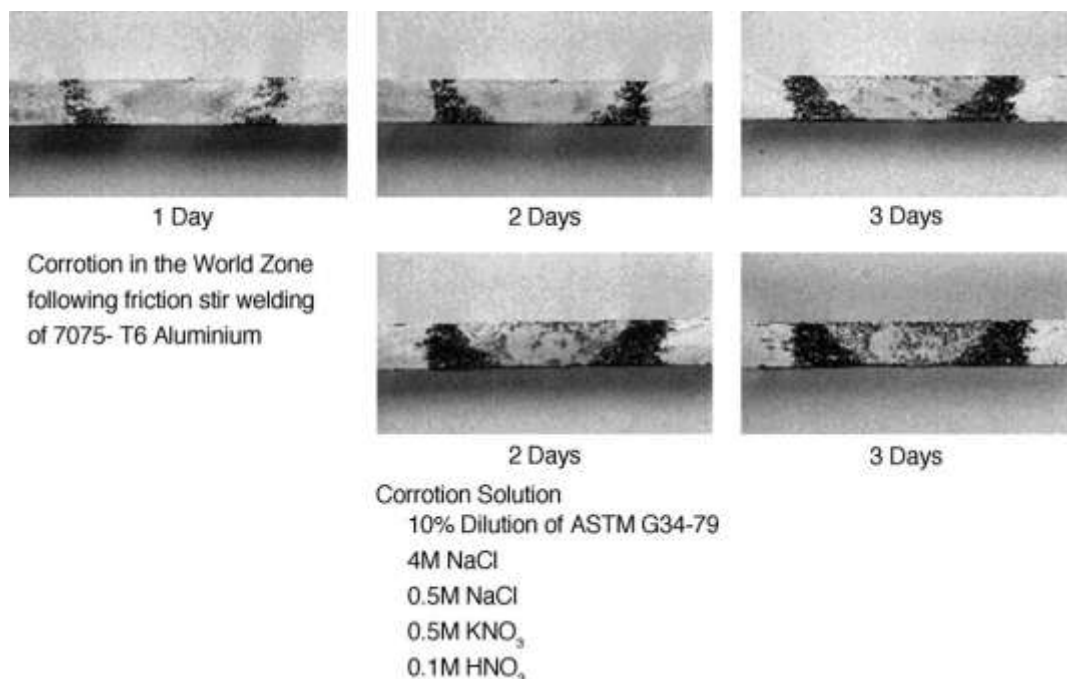 1 Day
2 Days
3 Days
Corrotion in the World Zone
following friction stir welding
of 7075- T6 Aluminium
2 Days
3 Days
Corrotion Solution
10% Dilution of ASTM G34-79
4M NaCl
0.5M NaCl
0.5M KNO₃
0.1M HNO₃